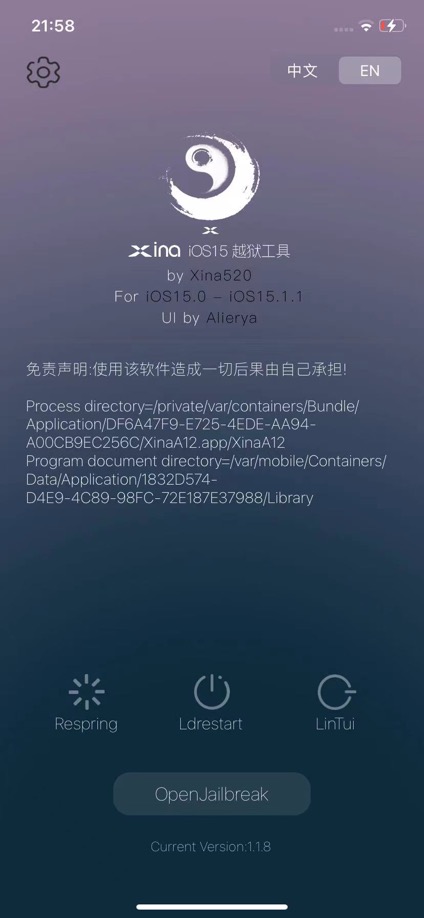 21:58
中文 EN
Xina iOS15 越狱工具
by Xina520
For iOS15.0 – iOS15.1.1
UI by Alierya
免责声明:使用该软件造成一切后果由自己承担!
Process directory=/private/var/containers/Bundle/
Application/DF6A47F9-E725-4EDE-AA94-
A00CB9EC256C/XinaA12.app/XinaA12
Program document directory=/var/mobile/Containers/
Data/Application/1832D574-
D4E9-4C89-98FC-72E187E37988/Library
Respring Ldrestart LinTui
OpenJailbreak
Current Version:1.1.8